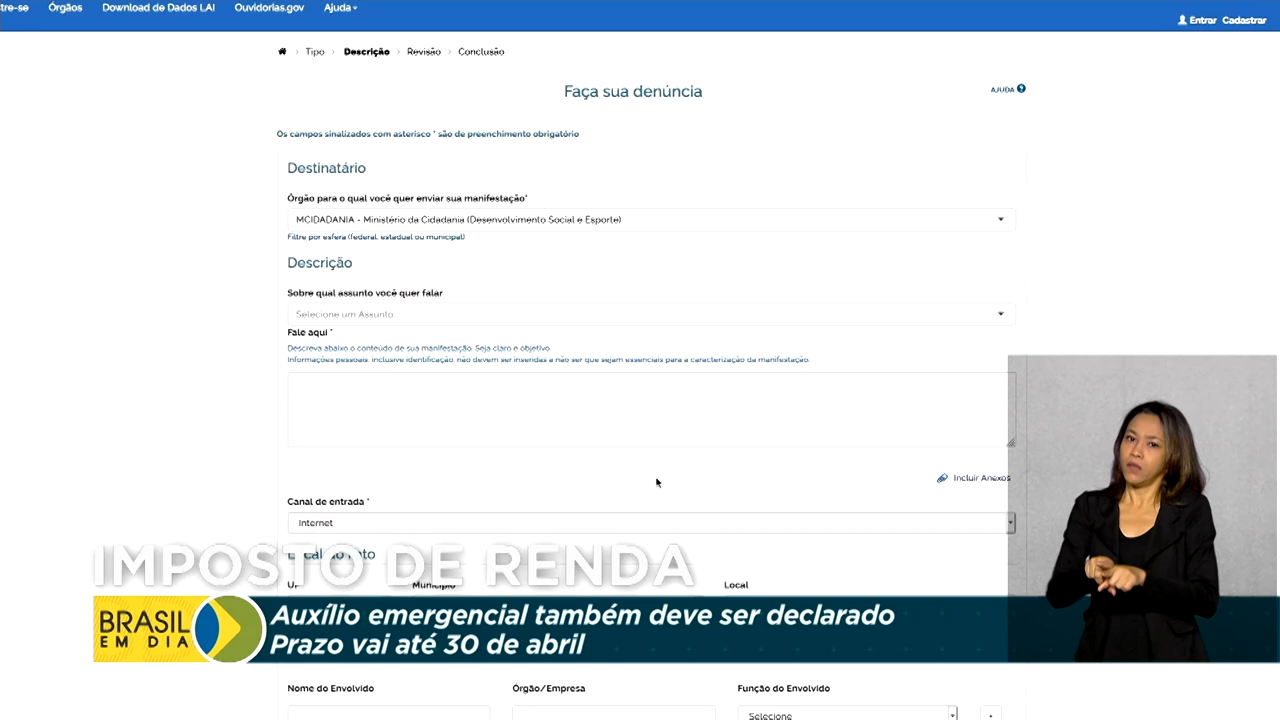 tre-se Órgãos Download de Dados LAI Ouvidorias.gov Ajuda
Entrar Cadastrar
Tipo > Descrição > Revisão > Conclusão
Faça sua denúncia
AJUDA
Os campos sinalizados com asterisco * são de preenchimento obrigatório
Destinatário
Órgão para o qual você quer enviar sua manifestação*
MCIDADANIA - Ministério da Cidadania (Desenvolvimento Social e Esporte)
Filtre por esfera (federal, estadual ou municipal)
Descrição
Sobre qual assunto você quer falar
Selecione um Assunto
Fale aqui *
Descreva abaixo o conteúdo de sua manifestação. Seja claro e objetivo.
Informações pessoais, inclusive identificação, não devem ser inseridas a não ser que sejam essenciais para a caracterização da manifestação.
Incluir Anexos
Canal de entrada *
Internet
Local do fato
IMPOSTO DE RENDA
UF Município Local
BRASIL
EM DIA
Auxílio emergencial também deve ser declarado
Prazo vai até 30 de abril
Nome do Envolvido Órgão/Empresa Função do Envolvido
Selecione